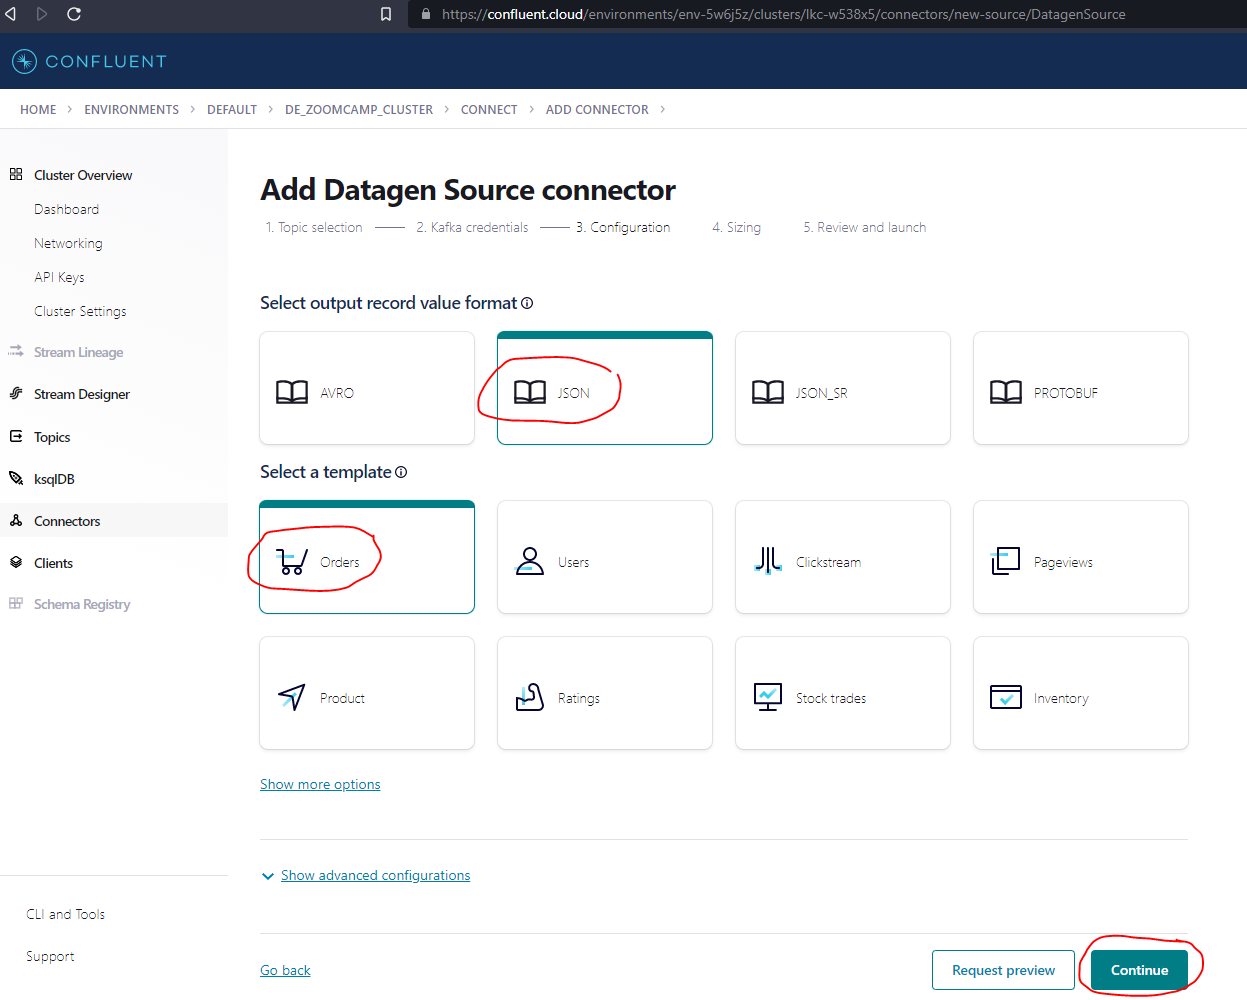 https://confluent.cloud/environments/env-5w6j5z/clusters/lkc-w538x5/connectors/new-source/DatagenSource
CONFLUENT
HOME > ENVIRONMENTS > DEFAULT > DE_ZOOMCAMP_CLUSTER > CONNECT > ADD CONNECTOR >
Cluster Overview
Dashboard
Networking
API Keys
Cluster Settings
Stream Lineage
Stream Designer
Topics
ksqlDB
Connectors
Clients
Schema Registry
CLI and Tools
Support
Add Datagen Source connector
1. Topic selection 2. Kafka credentials 3. Configuration 4. Sizing 5. Review and launch
Select output record value format
AVRO JSON JSON_SR PROTOBUF
Select a template
Orders Users Clickstream Pageviews
Product Ratings Stock trades Inventory
Show more options
Show advanced configurations
Go back Request preview Continue